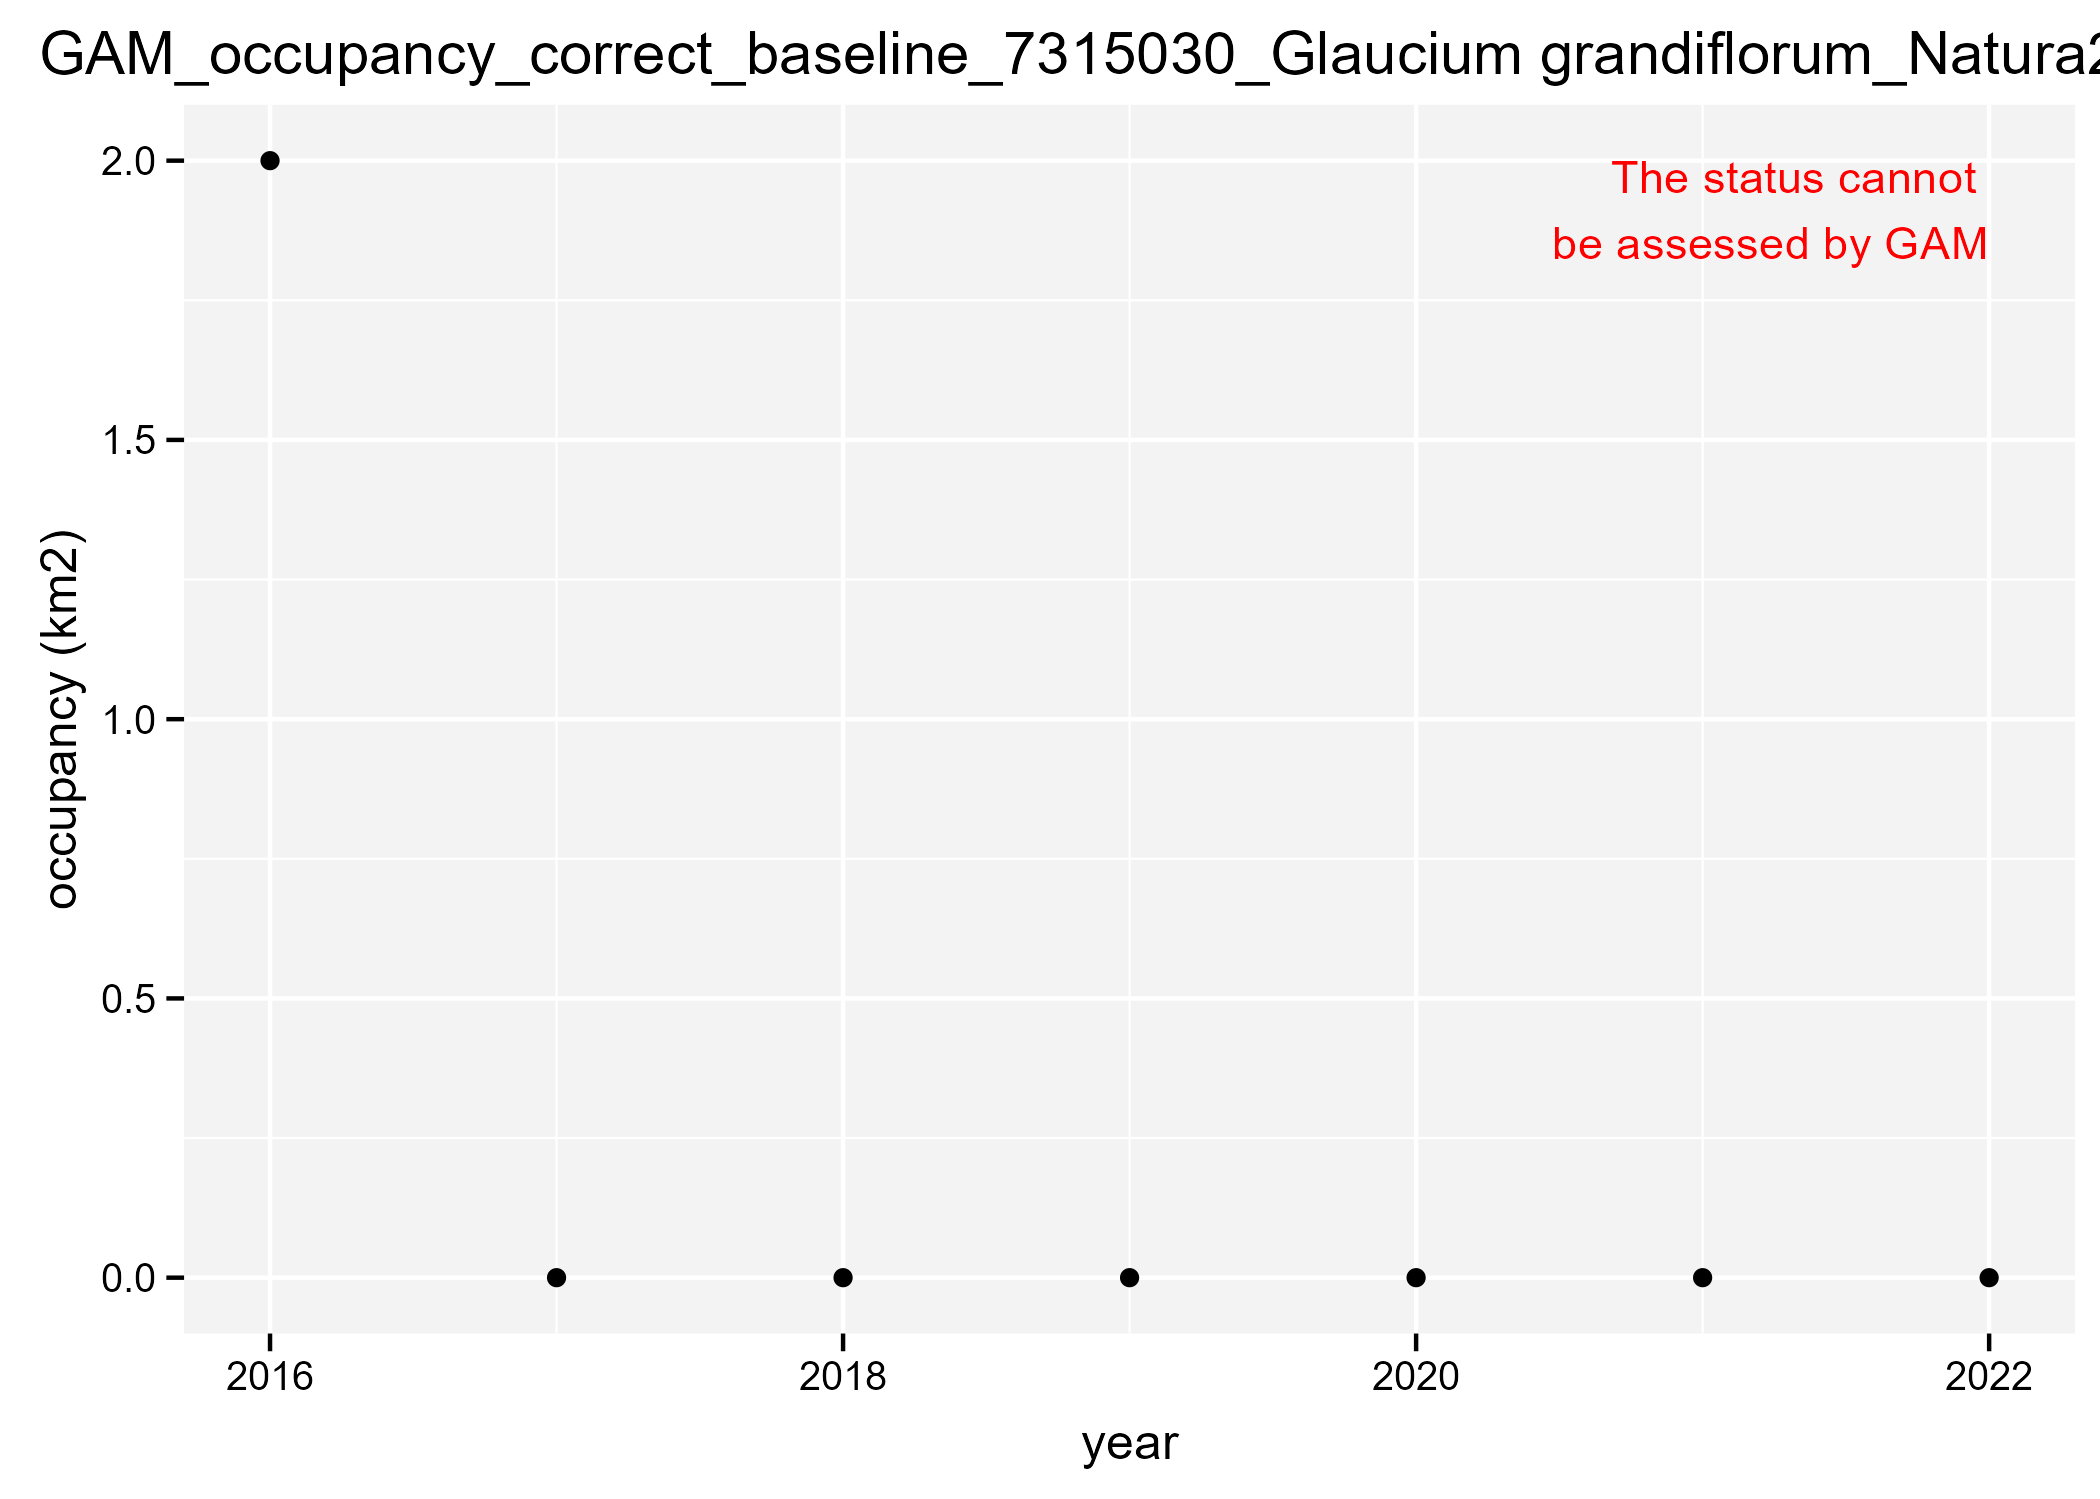 GAM_occupancy_correct_baseline_7315030_Glaucium grandiflorum_Natura2
The status cannot
be assessed by GAM
2.0
1.5
1.0
0.5
0.0
occupancy (km2)
2016 2018 2020 2022
year